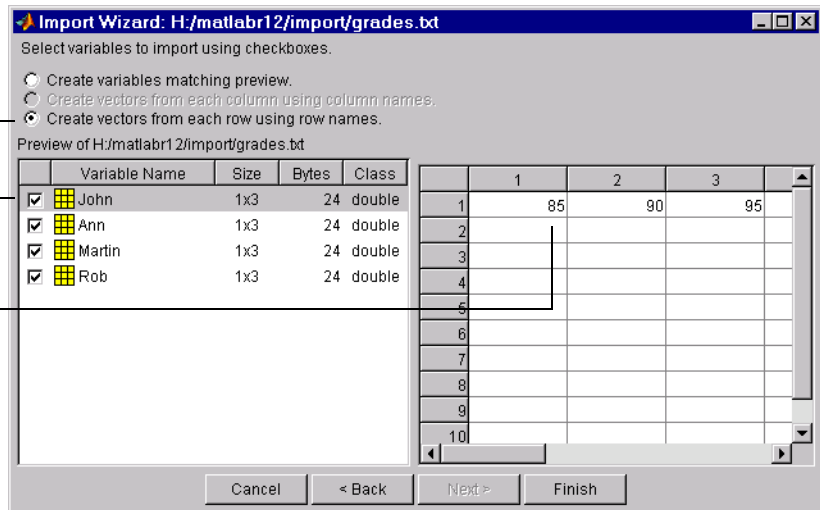 Import Wizard: H:/matlabr12/import/grades.txt
Select variables to import using checkboxes.
Create variables matching preview.
Create vectors from each column using column names.
Create vectors from each row using row names.
Preview of H:/matlabr12/import/grades.txt
Variable Name Size Bytes Class
John 1x3 24 double
Ann 1x3 24 double
Martin 1x3 24 double
Rob 1x3 24 double
1 2 3
1 85 90 95
2
3
4
5
6
7
8
9
10
Cancel < Back Next > Finish